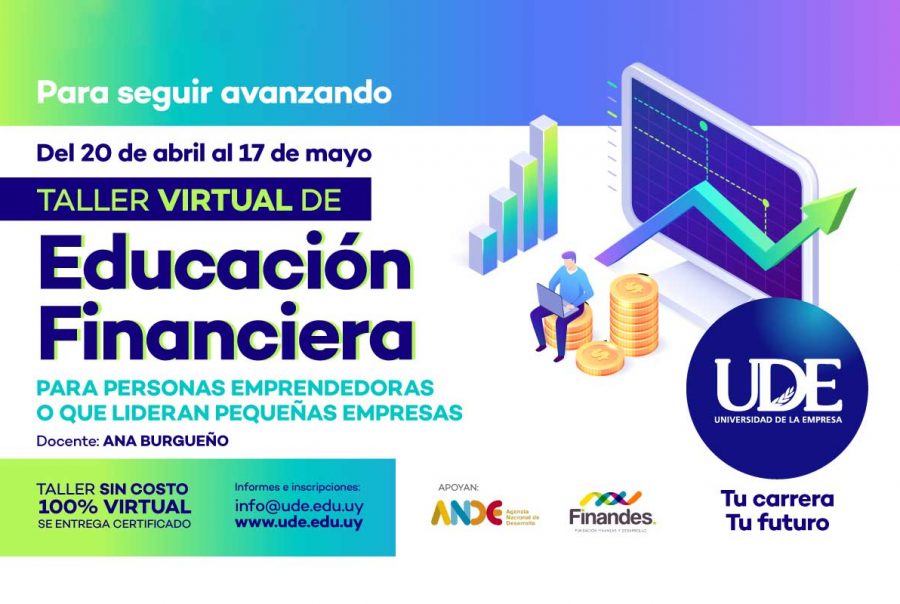 Para seguir avanzando
Del 20 de abril al 17 de mayo
TALLER VIRTUAL DE
Educación
Financiera
PARA PERSONAS EMPRENDEDORAS
O QUE LIDERAN PEQUEÑAS EMPRESAS
Docente: ANA BURGUEÑO
TALLER SIN COSTO
100% VIRTUAL
SE ENTREGA CERTIFICADO
Informes e inscripciones:
info@ude.edu.uy
www.ude.edu.uy
APOYAN:
ANDE
Agencia
Nacional de
Desarrollo
Finandes.
FUNDACIÓN FINANZAS Y DESARROLLO
UDE
UNIVERSIDAD DE LA EMPRESA
Tu carrera
Tu futuro